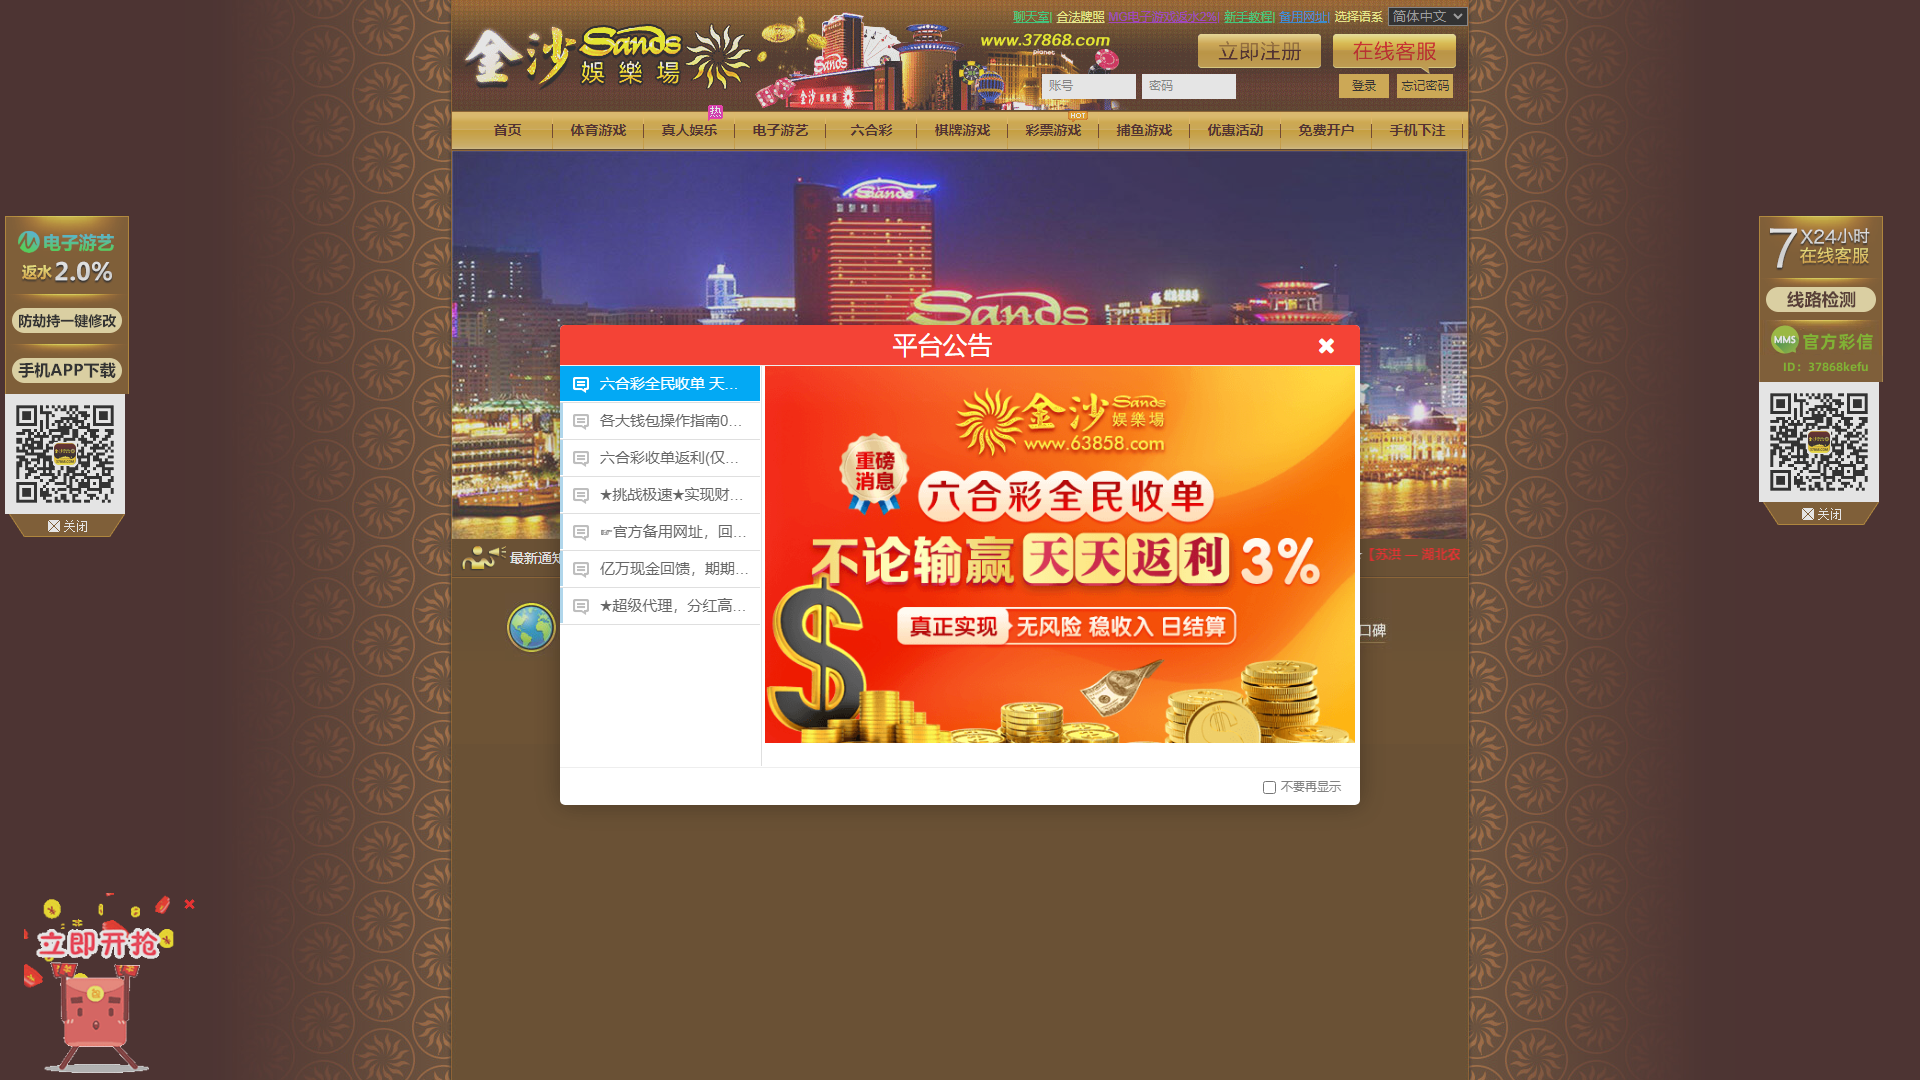 聊天室| 合法牌照 新手教程| 备用网址| 选择语系 简体中文
金沙 Sands 娱樂場
www.37868.com
立即注册 在线客服
账号 密码 登录 忘记密码
首页 体育游戏 真人娱乐 热 电子游艺 六合彩 棋牌游戏 彩票游戏 HOT 捕鱼游戏 优惠活动 免费开户 手机下注
Sands
Sands
电子游艺
返水2.0%
防劫持一键修改
手机APP下载
关闭
7X24小时
在线客服
线路检测
MMS 官方彩信
ID：37868kefu
关闭
平台公告
六合彩全民收单 天...
各大钱包操作指南0...
六合彩收单返利(仅...
★挑战极速★实现财...
☞官方备用网址，回...
亿万现金回馈，期期...
★超级代理，分红高...
金沙 Sands 娱樂場
www.63858.com
重磅
消息
六合彩全民收单
不论输赢 天天返利 3%
真正实现 无风险 稳收入 日结算
不要再显示
最新通知
【苏洪 — 湖北农
口碑
立即开抢